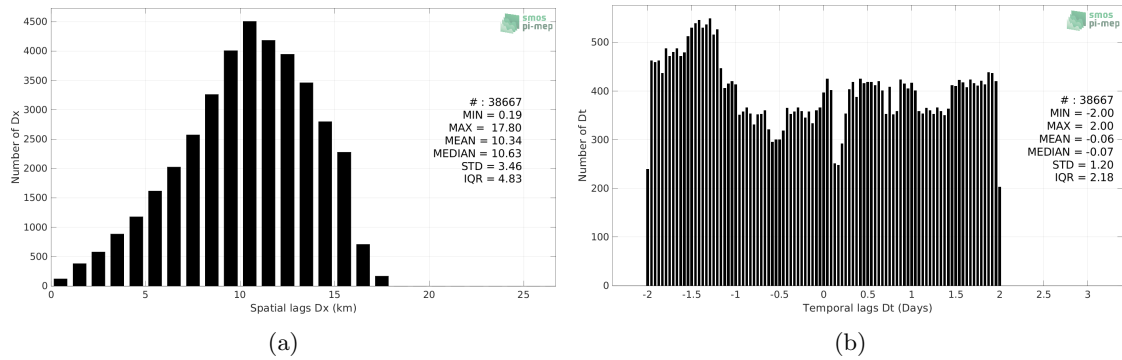 smos
pi-mep
Number of Dx
4500
4000
3500
3000
2500
2000
1500
1000
500
0
# : 38667
MIN = 0.19
MAX = 17.80
MEAN = 10.34
MEDIAN = 10.63
STD = 3.46
IQR = 4.83
0 5 10 15 20 25
Spatial lags Dx (km)
(a)
smos
pi-mep
Number of Dt
500
400
300
200
100
0
# : 38667
MIN = -2.00
MAX = 2.00
MEAN = -0.06
MEDIAN = -0.07
STD = 1.20
IQR = 2.18
-2 -1.5 -1 -0.5 0 0.5 1 1.5 2 2.5 3
Temporal lags Dt (Days)
(b)